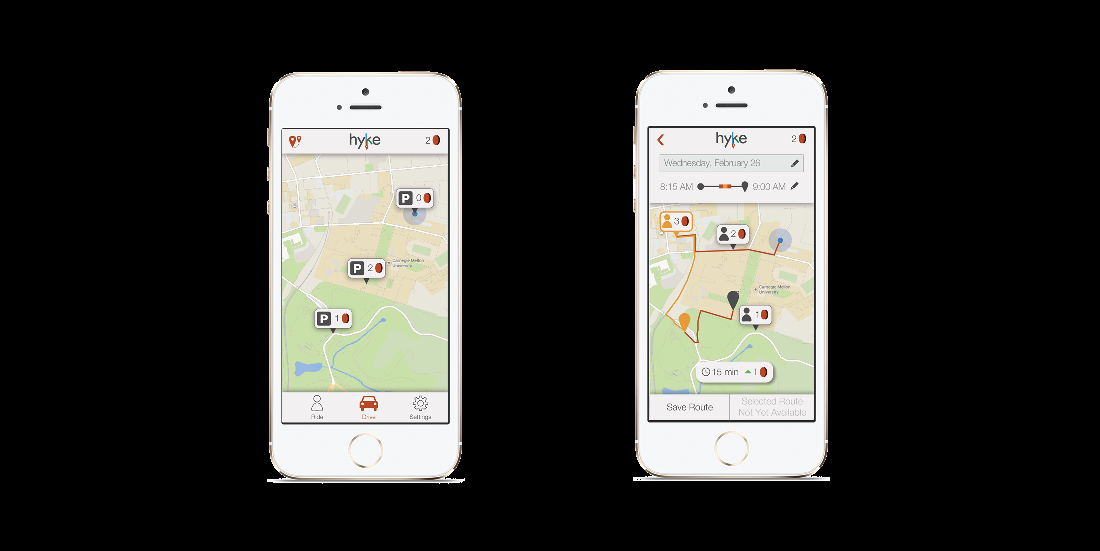 hyke
2
P 0
P 2
Carnegie Mellon
University
P 1
Ride
Drive
Settings
hyke
2
Wednesday, February 26
8:15 AM
9:00 AM
3
2
Carnegie Mellon
University
1
15 min
1
Save Route
Selected Route
Not Yet Available